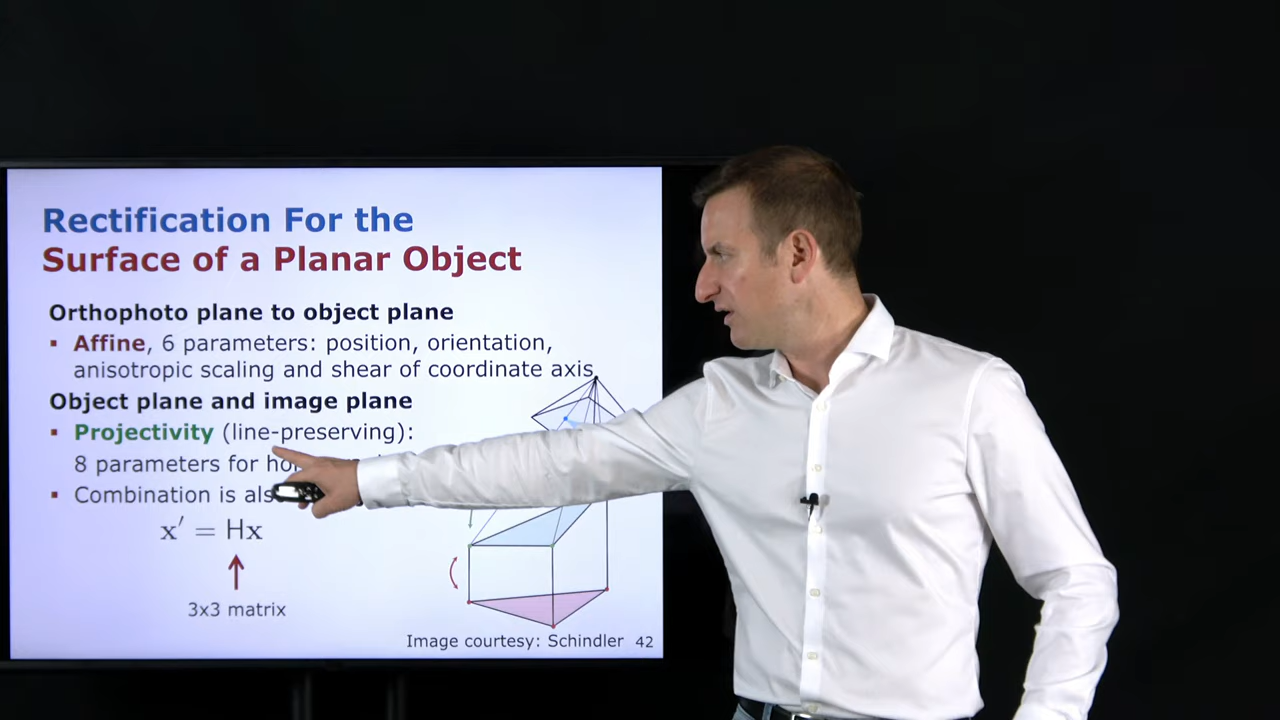 Rectification For the
Surface of a Planar Object
Orthophoto plane to object plane
▪ Affine, 6 parameters: position, orientation,
anisotropic scaling and shear of coordinate axis
Object plane and image plane
▪ Projectivity (line-preserving):
8 parameters for
▪ Combination is
x′ = Hx
3x3 matrix
Image courtesy: Schindler 42